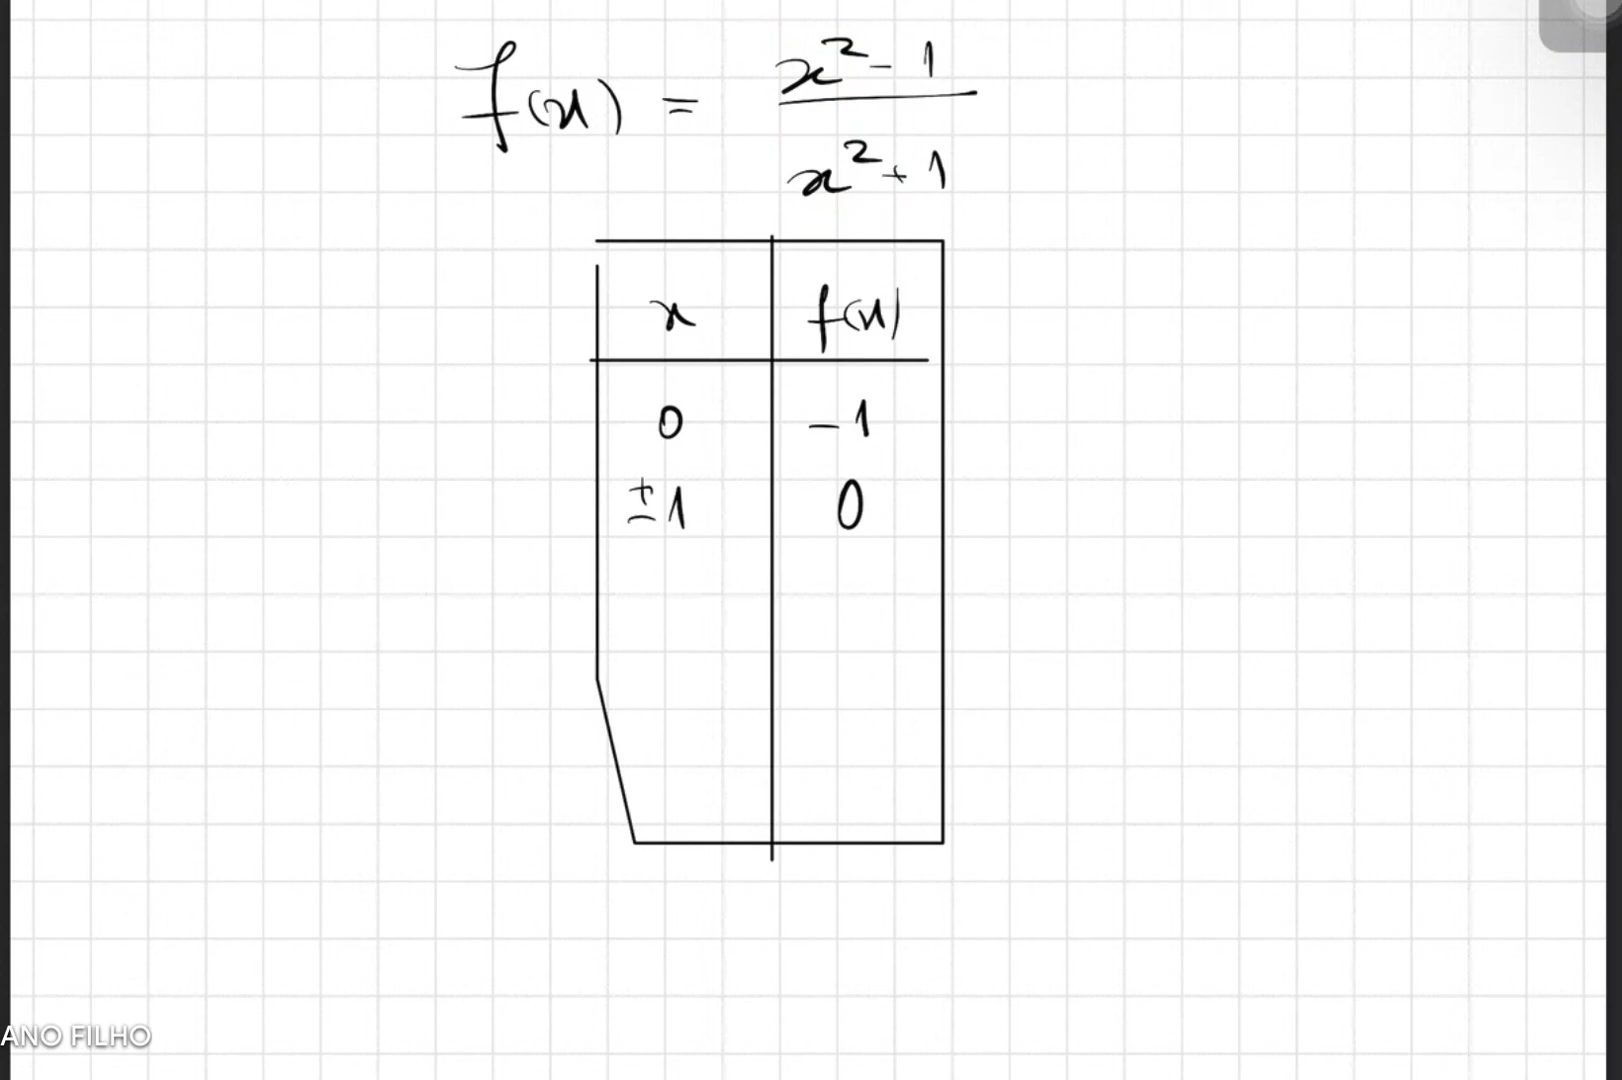 f(x) = x² - 1
x² + 1
x f(x)
0 -1
±1 0
ANO FILHO